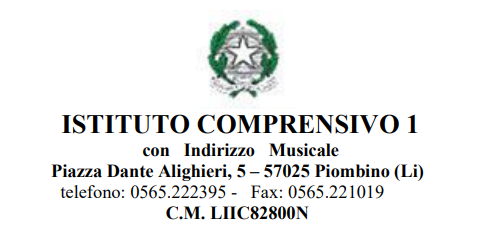 ISTITUTO COMPRENSIVO 1
con Indirizzo Musicale
Piazza Dante Alighieri, 5 – 57025 Piombino (Li)
telefono: 0565.222395 - Fax: 0565.221019
C.M. LIIC82800N